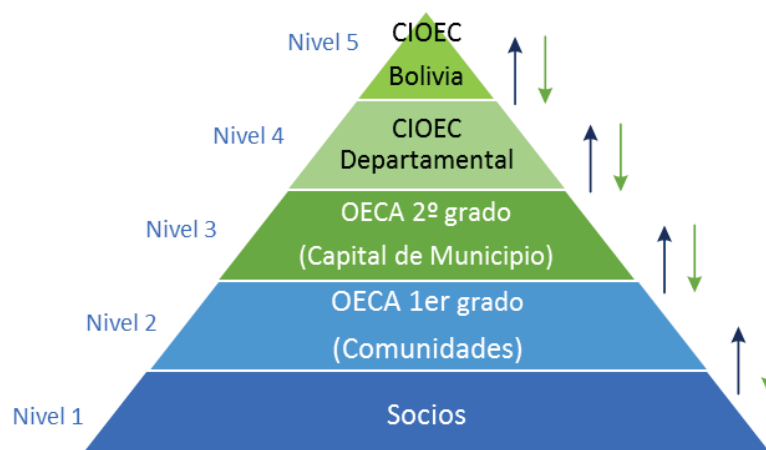 Nivel 5
CIOEC
Bolivia
Nivel 4
CIOEC
Departamental
Nivel 3
OECA 2º grado
(Capital de Municipio)
Nivel 2
OECA 1er grado
(Comunidades)
Nivel 1
Socios